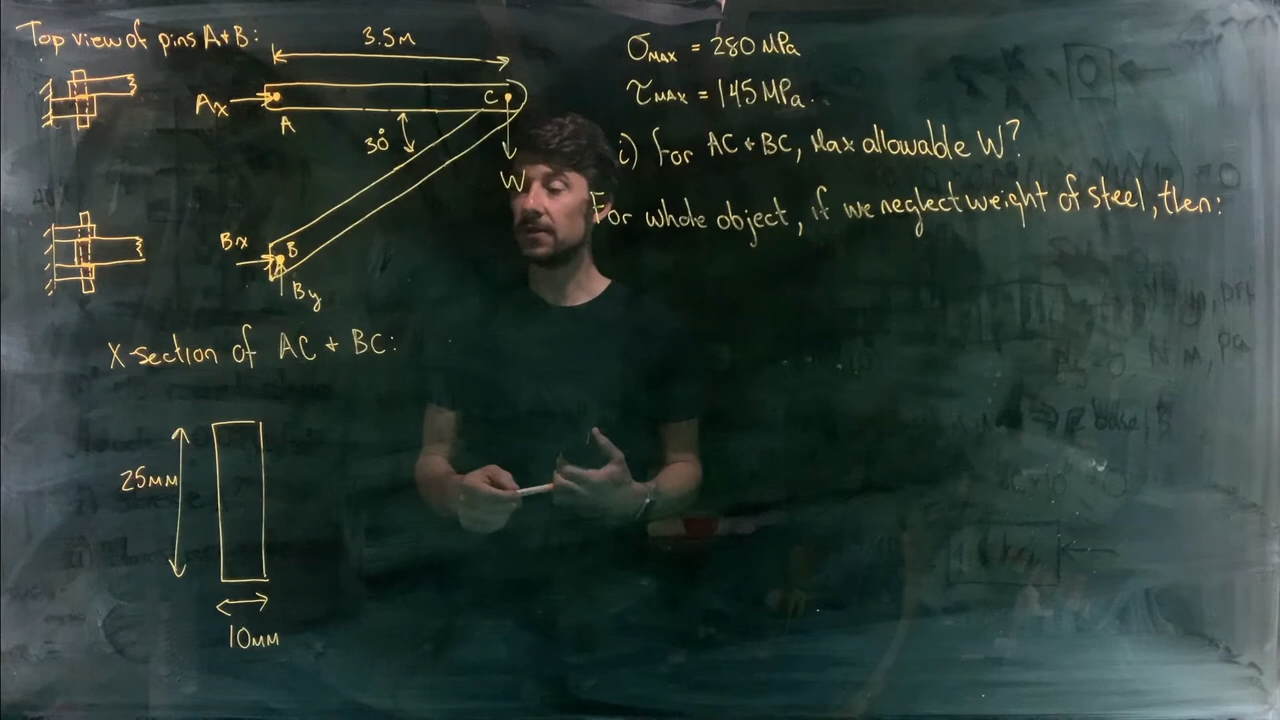 Top view of pins A+B:
3.5m
Ax
A
C
30°
W
Bx
B
By
X-section of AC + BC:
25mm
10mm
σMAX = 280 MPa
τMAX = 145 MPa.
i) For AC + BC, Max allowable W?
For whole object, if we neglect weight of steel, then: